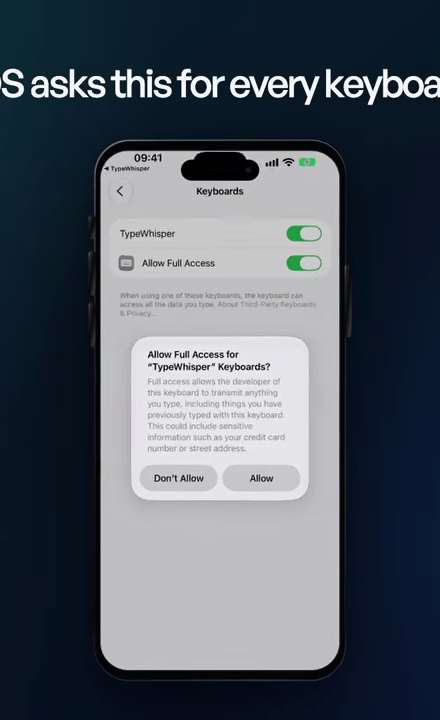 OS asks this for every keyboa
09:41
◀ TypeWhisper
Keyboards
TypeWhisper
Allow Full Access
When using one of these keyboards, the keyboard can
access all the data you type. About Third-Party Keyboards
& Privacy...
Allow Full Access for
“TypeWhisper” Keyboards?
Full access allows the developer of
this keyboard to transmit anything
you type, including things you have
previously typed with this keyboard.
This could include sensitive
information such as your credit card
number or street address.
Don’t Allow
Allow